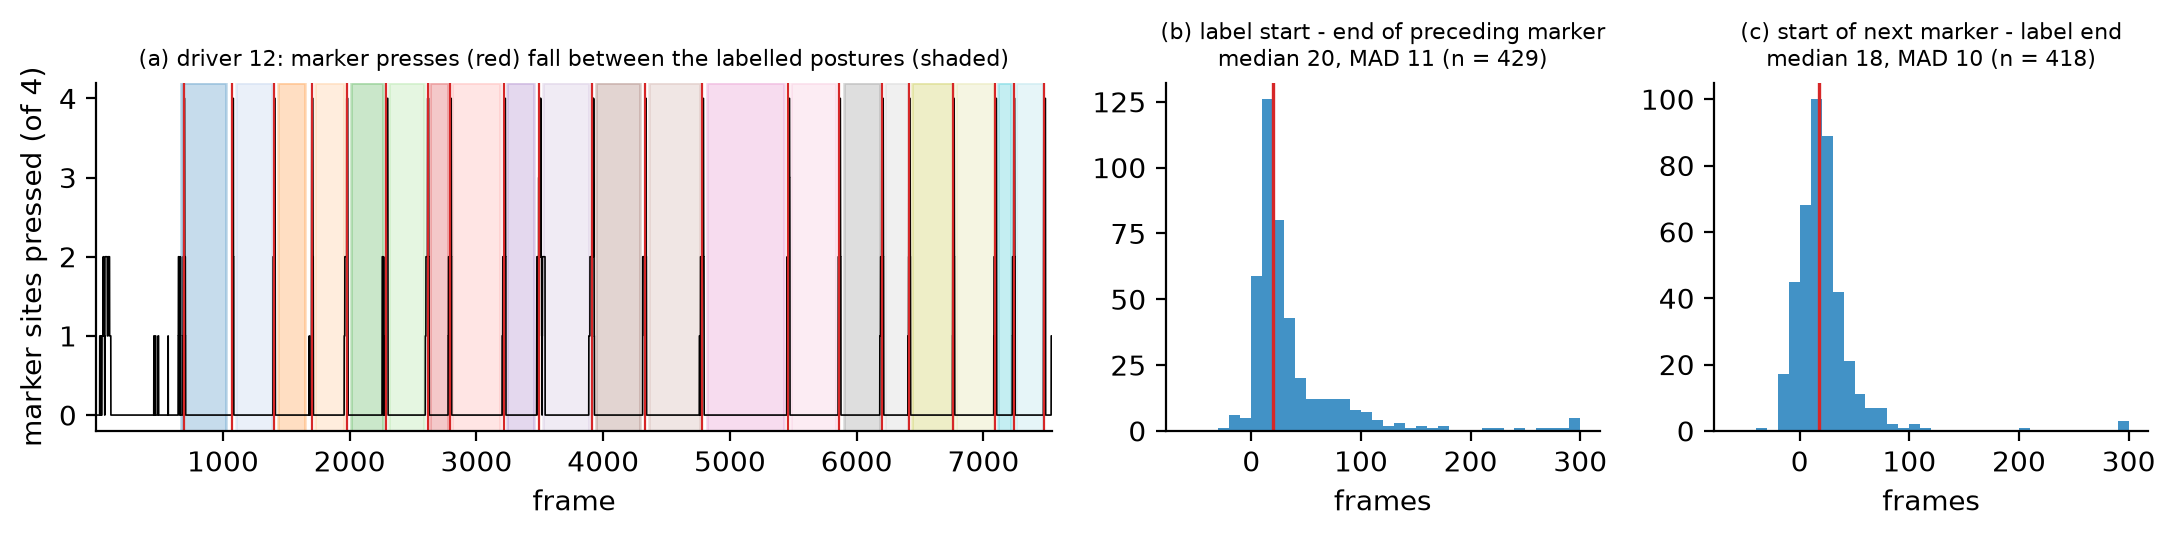 (a) driver 12: marker presses (red) fall between the labelled postures (shaded)
marker sites pressed (of 4)
4
3
2
1
0
1000 2000 3000 4000 5000 6000 7000
frame
(b) label start - end of preceding marker
median 20, MAD 11 (n = 429)
125
100
75
50
25
0
0 100 200 300
frames
(c) start of next marker - label end
median 18, MAD 10 (n = 418)
100
80
60
40
20
0
0 100 200 300
frames